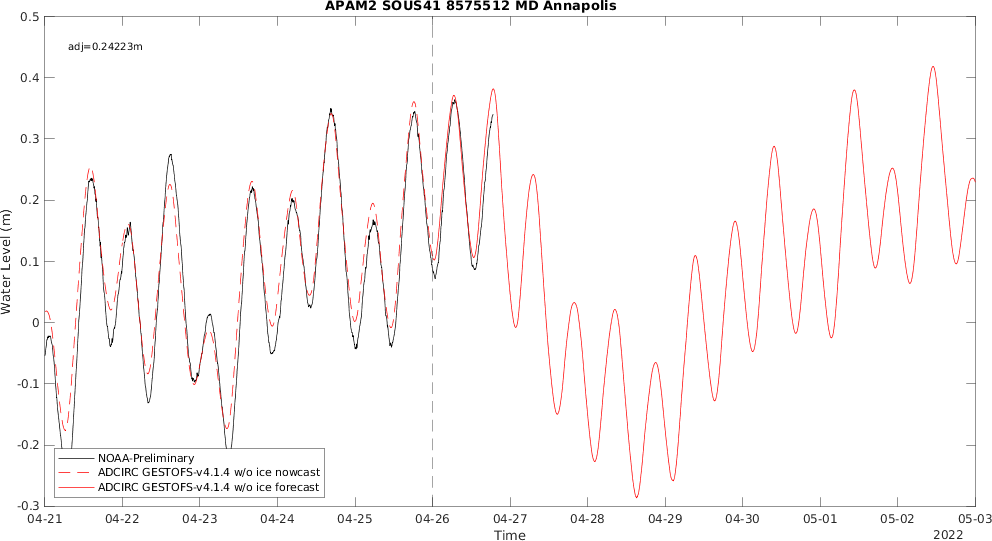 APAM2 SOUS41 8575512 MD Annapolis
adj=0.24223m
Water Level (m)
0.5
0.4
0.3
0.2
0.1
0
-0.1
-0.2
-0.3
NOAA-Preliminary
ADCIRC GESTOFS-v4.1.4 w/o ice nowcast
ADCIRC GESTOFS-v4.1.4 w/o ice forecast
04-21 04-22 04-23 04-24 04-25 04-26 04-27 04-28 04-29 04-30 05-01 05-02 05-03
Time
2022